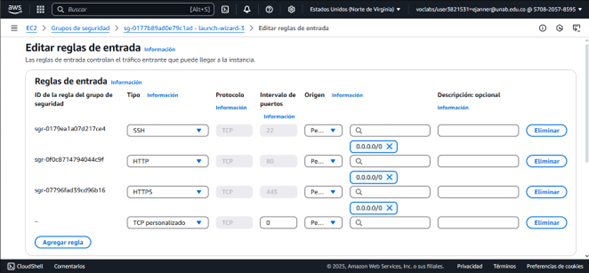 aws
Buscar
[Alt+S]
Estados Unidos (Norte de Virginia)
voclabs/user3821531=ejanner@unab.edu.co @ 5708-2057-8595
EC2 > Grupos de seguridad > sg-0177b89ad0e79c1ad - launch-wizard-3 > Editar reglas de entrada
Editar reglas de entrada Información
Las reglas de entrada controlan el tráfico entrante que puede llegar a la instancia.
Reglas de entrada Información
ID de la regla del grupo de seguridad
Tipo Información
Protocolo Información
Intervalo de puertos Información
Origen Información
Descripción: opcional Información
sgr-0179ea1a07d217ce4 SSH TCP 22 Pe... Eliminar
0.0.0.0/0
sgr-0f0c8714794044c9f HTTP TCP 80 Pe... Eliminar
0.0.0.0/0
sgr-07796fad39cd96b16 HTTPS TCP 443 Pe... Eliminar
0.0.0.0/0
- TCP personalizado TCP 0 Pe... Eliminar
Agregar regla
CloudShell Comentarios © 2025, Amazon Web Services, Inc. o sus filiales. Privacidad Términos Preferencias de cookies